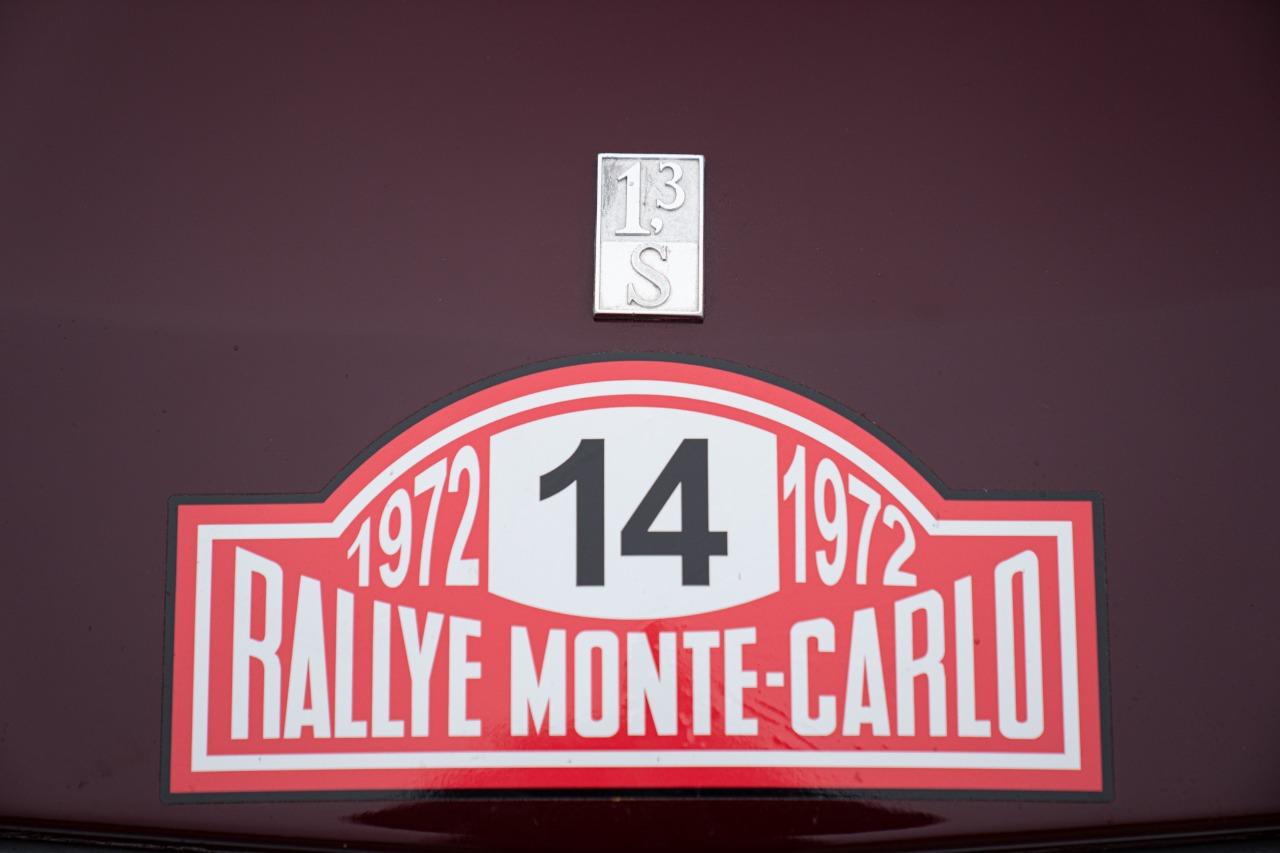 1,3
S
1972 14 1972
RALLYE MONTE-CARLO